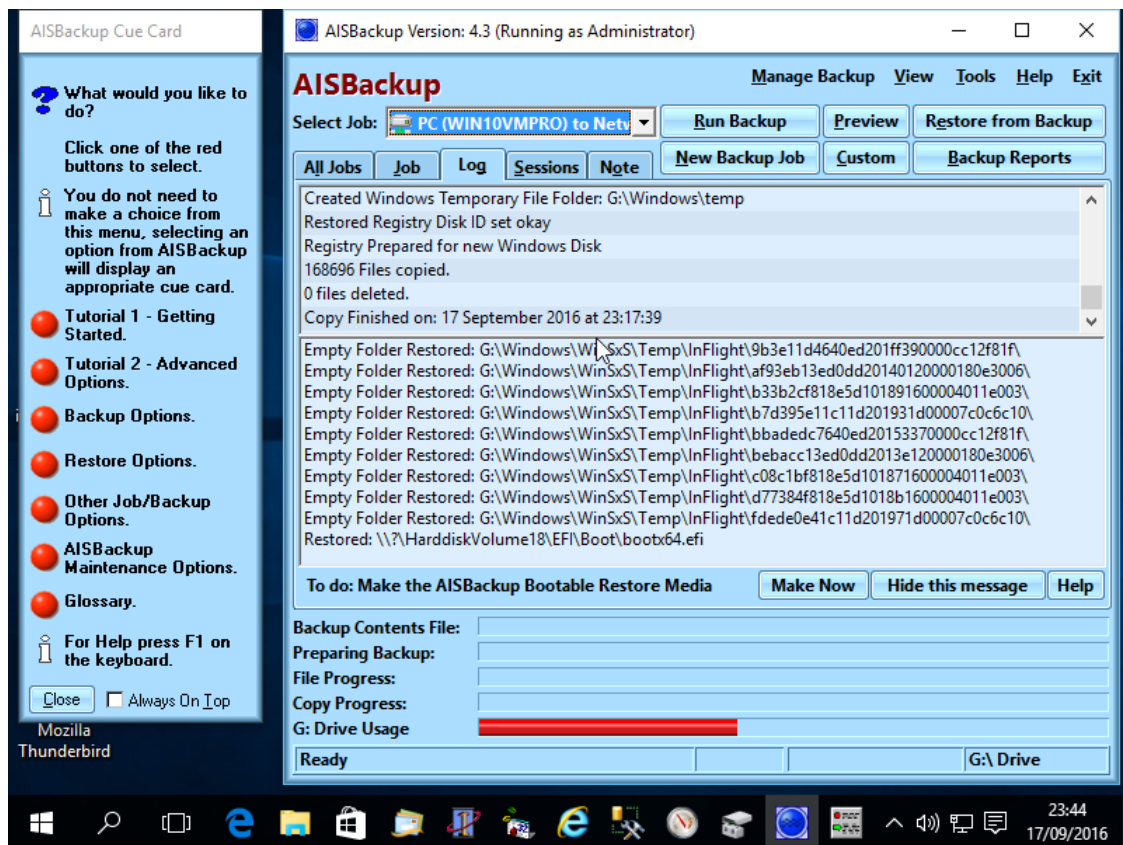 AISBackup Cue Card
What would you like to
do?
Click one of the red
buttons to select.
You do not need to
make a choice from
this menu, selecting an
option from AISBackup
will display an
appropriate cue card.
Tutorial 1 - Getting
Started.
Tutorial 2 - Advanced
Options.
Backup Options.
Restore Options.
Other Job/Backup
Options.
AISBackup
Maintenance Options.
Glossary.
For Help press F1 on
the keyboard.
Close Always On Top
Mozilla
Thunderbird
AISBackup Version: 4.3 (Running as Administrator)
AISBackup
Manage Backup View Tools Help Exit
Select Job: PC (WIN10VMPRO) to Netw
Run Backup Preview Restore from Backup
New Backup Job Custom Backup Reports
All Jobs Job Log Sessions Note
Created Windows Temporary File Folder: G:\Windows\temp
Restored Registry Disk ID set okay
Registry Prepared for new Windows Disk
168696 Files copied.
0 files deleted.
Copy Finished on: 17 September 2016 at 23:17:39
Empty Folder Restored: G:\Windows\WinSxS\Temp\InFlight\9b3e11d4640ed201ff390000cc12f81f\
Empty Folder Restored: G:\Windows\WinSxS\Temp\InFlight\af93eb13ed0dd20140120000180e3006\
Empty Folder Restored: G:\Windows\WinSxS\Temp\InFlight\b33b2cf818e5d101891600004011e003\
Empty Folder Restored: G:\Windows\WinSxS\Temp\InFlight\b7d395e11c11d201931d00007c0c6c10\
Empty Folder Restored: G:\Windows\WinSxS\Temp\InFlight\bbadedc7640ed20153370000cc12f81f\
Empty Folder Restored: G:\Windows\WinSxS\Temp\InFlight\bebacc13ed0dd2013e120000180e3006\
Empty Folder Restored: G:\Windows\WinSxS\Temp\InFlight\c08c1bf818e5d101871600004011e003\
Empty Folder Restored: G:\Windows\WinSxS\Temp\InFlight\d77384f818e5d1018b1600004011e003\
Empty Folder Restored: G:\Windows\WinSxS\Temp\InFlight\fdede0e41c11d201971d00007c0c6c10\
Restored: \\?\HarddiskVolume18\EFI\Boot\bootx64.efi
To do: Make the AISBackup Bootable Restore Media Make Now Hide this message Help
Backup Contents File:
Preparing Backup:
File Progress:
Copy Progress:
G: Drive Usage
Ready G:\ Drive
23:44
17/09/2016